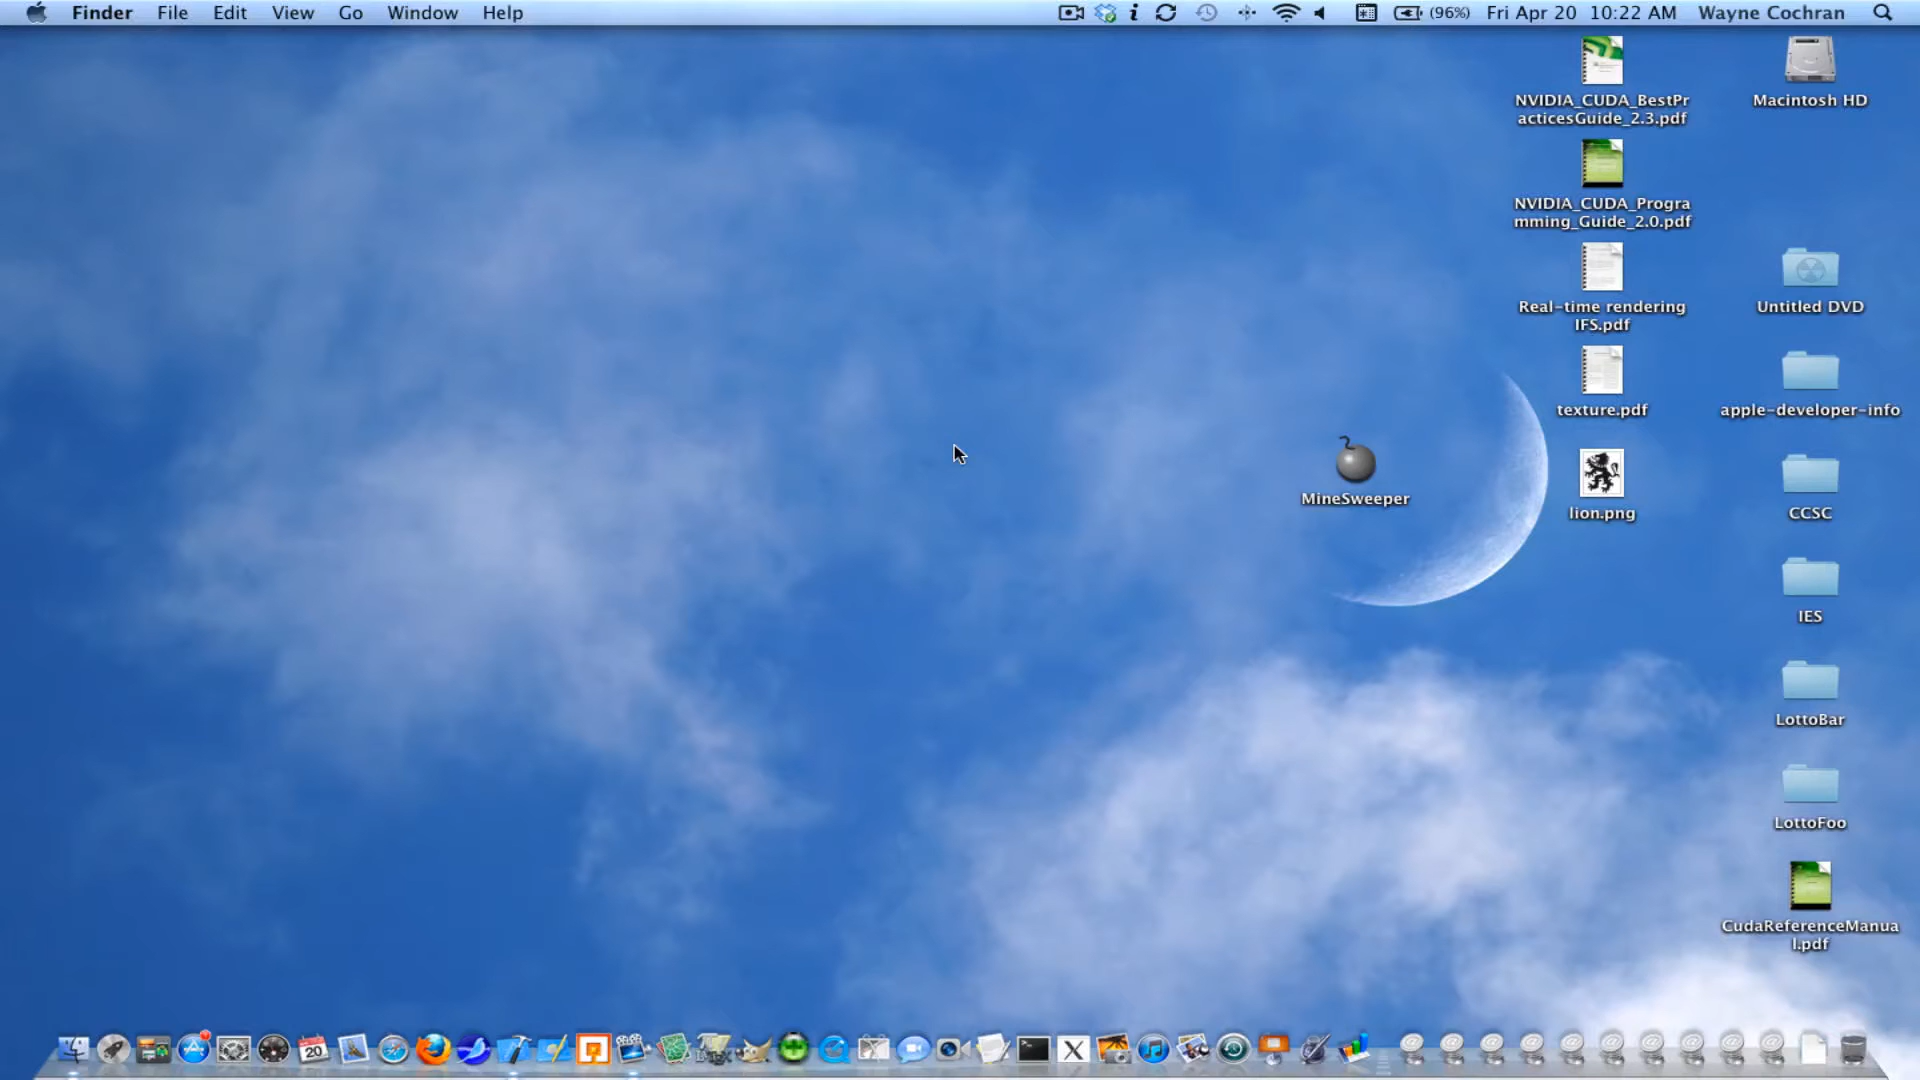 Finder File Edit View Go Window Help (96%) Fri Apr 20 10:22 AM Wayne Cochran
NVIDIA_CUDA_BestPr
acticesGuide_2.3.pdf
Macintosh HD
NVIDIA_CUDA_Progra
mming_Guide_2.0.pdf
Real-time rendering
IFS.pdf
Untitled DVD
texture.pdf
apple-developer-info
MineSweeper
lion.png
CCSC
IES
LottoBar
LottoFoo
CudaReferenceManua
l.pdf
20